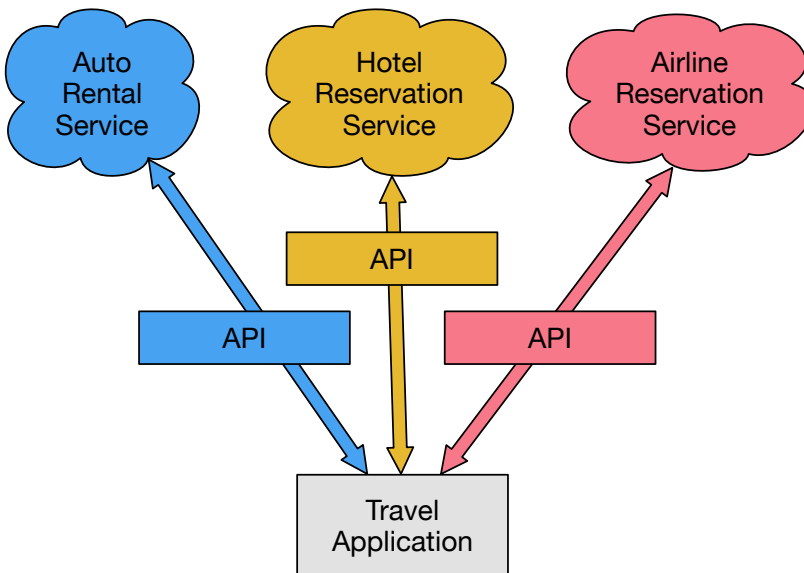 Auto
Rental
Service
Hotel
Reservation
Service
Airline
Reservation
Service
API
API
API
Travel
Application